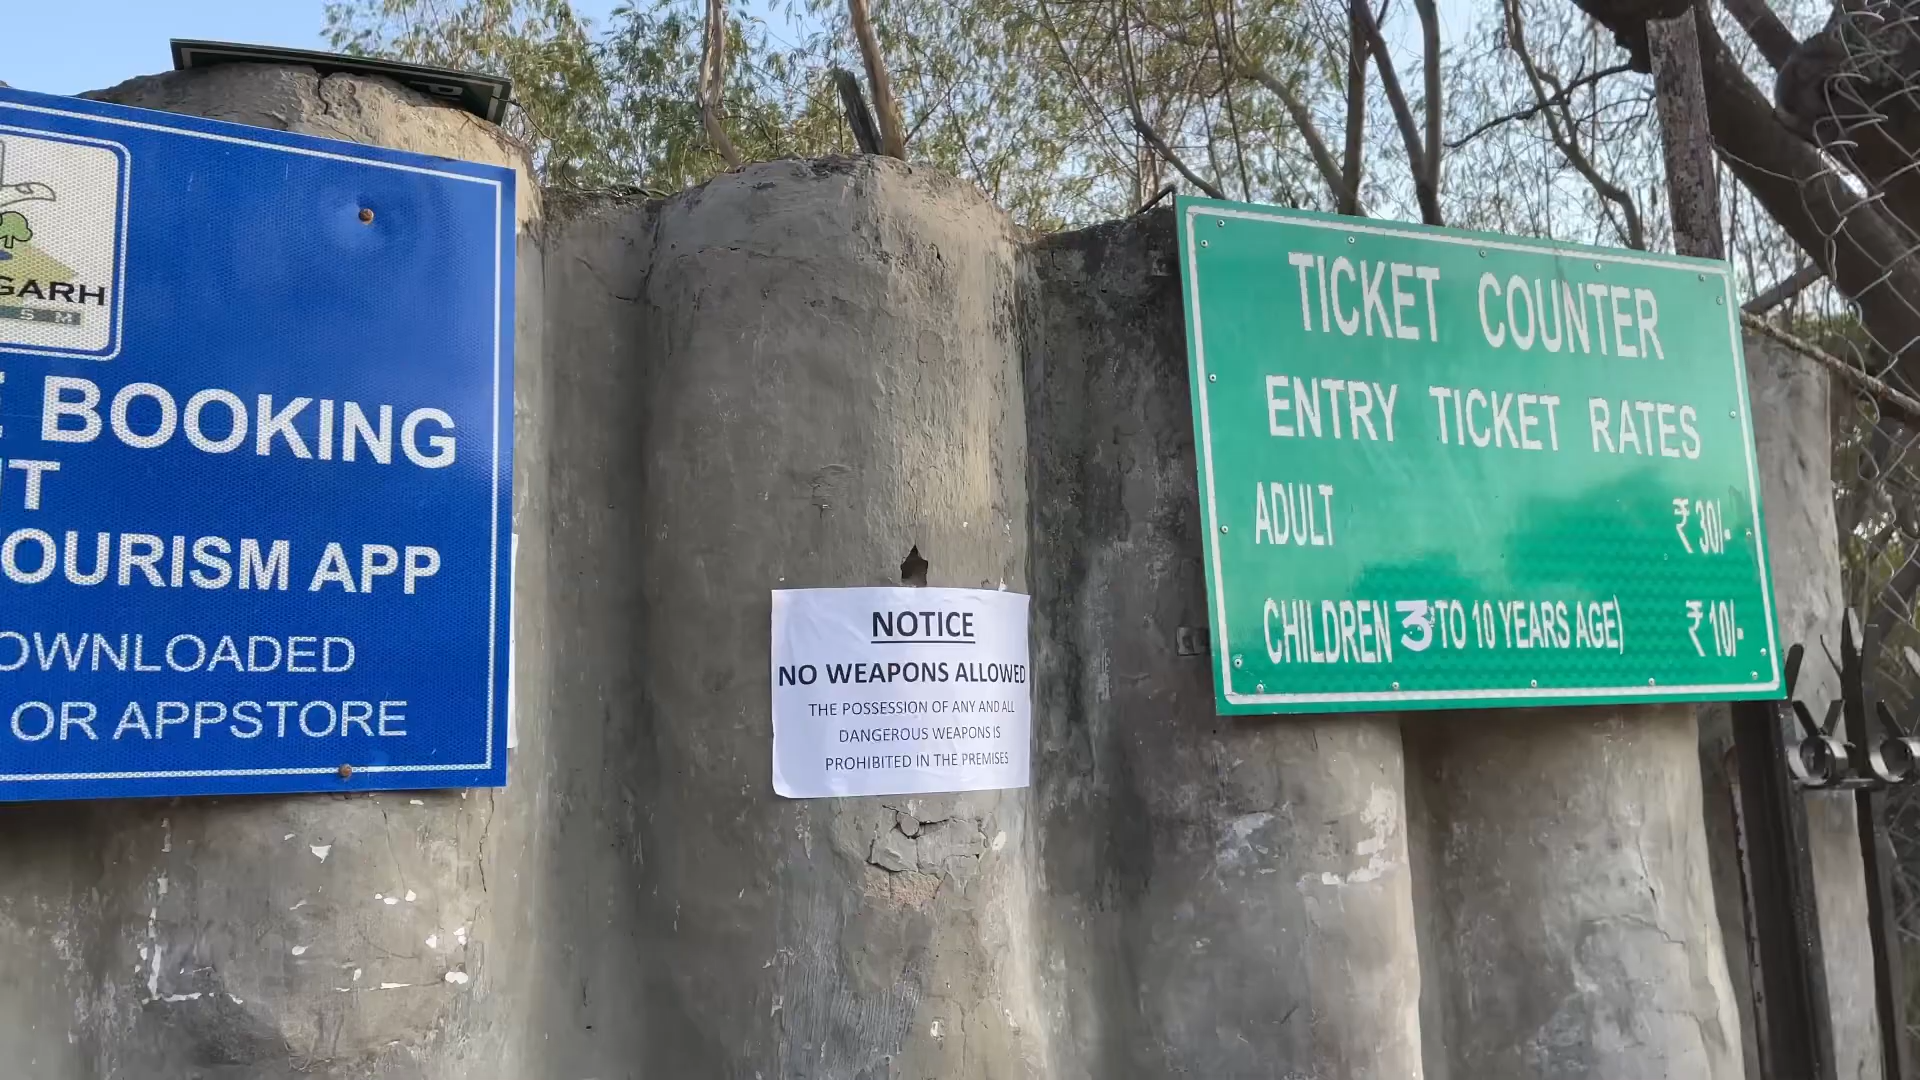 GARH
S M
BOOKING
OURISM APP
OWNLOADED
OR APPSTORE
NOTICE
NO WEAPONS ALLOWED
THE POSSESSION OF ANY AND ALL
DANGEROUS WEAPONS IS
PROHIBITED IN THE PREMISES
TICKET COUNTER
ENTRY TICKET RATES
ADULT ₹ 30/-
CHILDREN 3 TO 10 YEARS AGE) ₹ 10/-